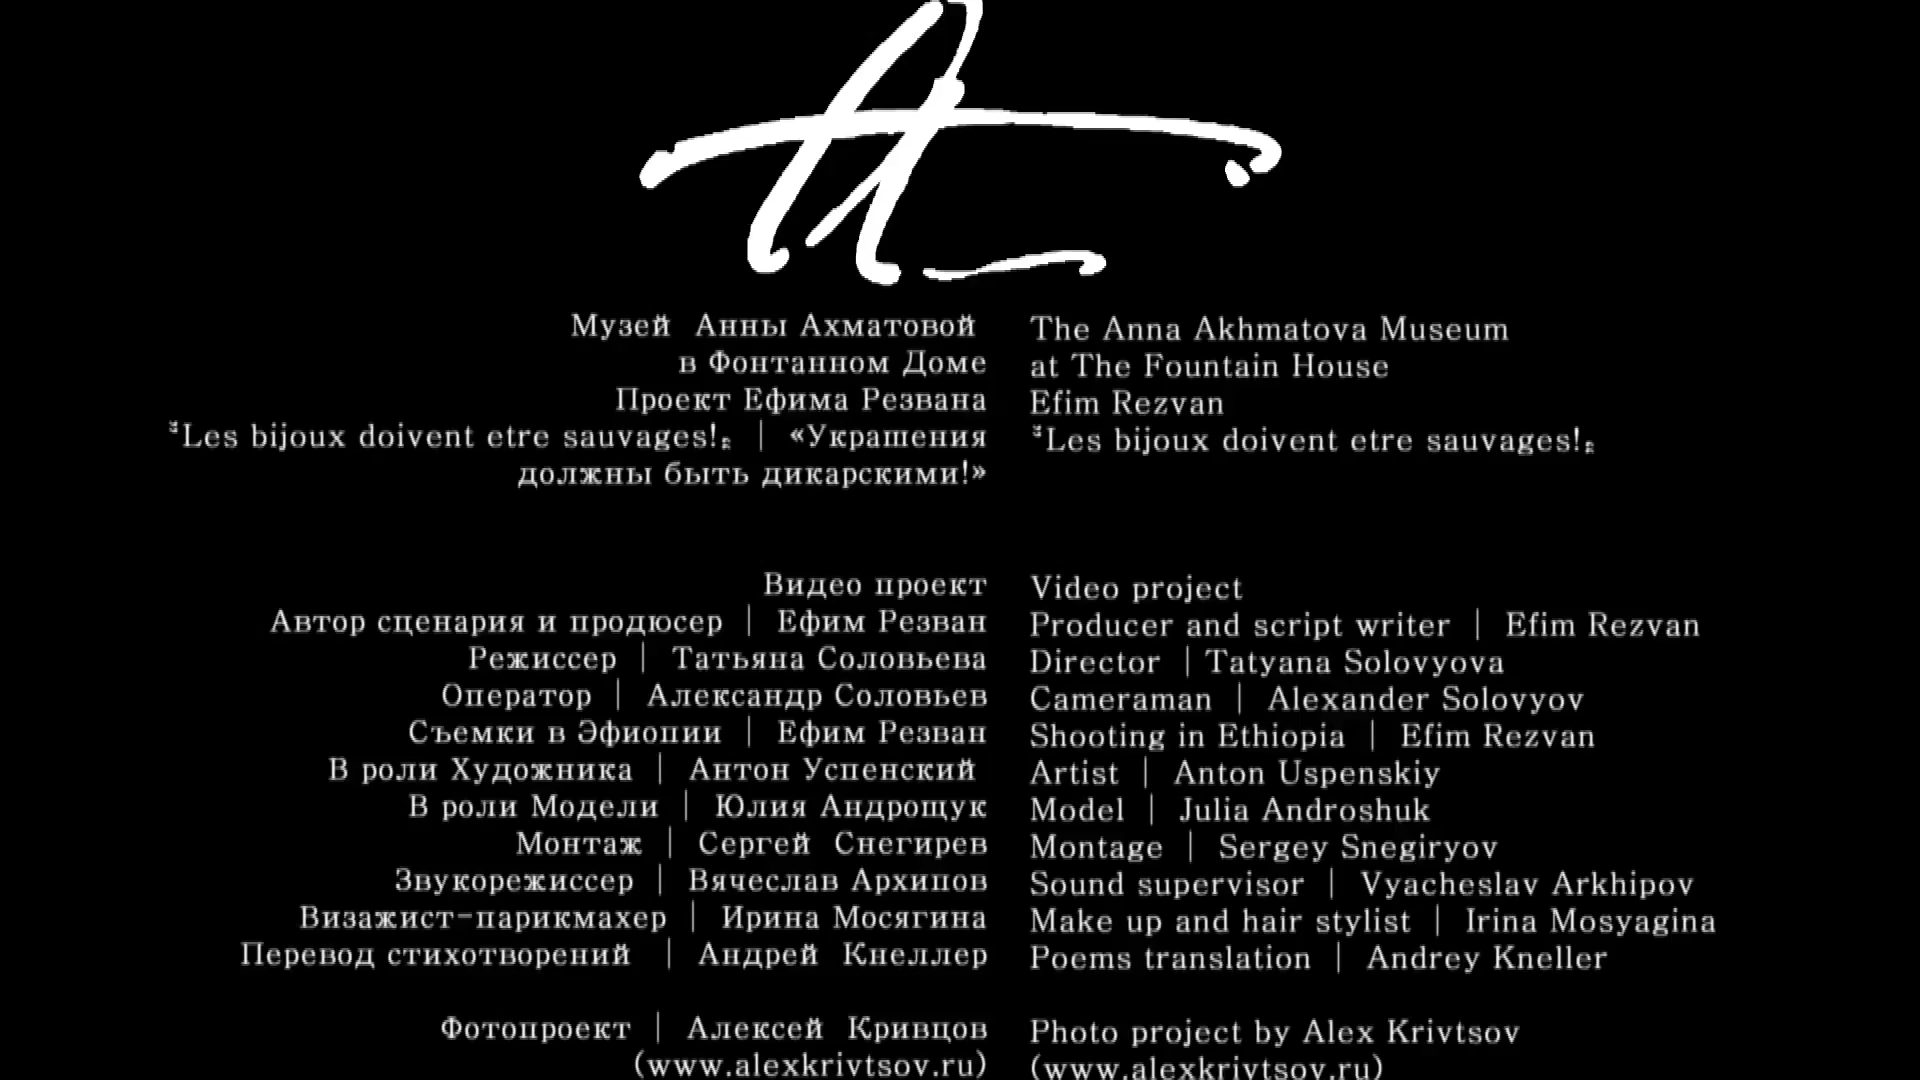 Музей Анны Ахматовой
в Фонтанном Доме
Проект Ефима Резвана
"Les bijoux doivent etre sauvages!" | «Украшения
должны быть дикарскими!»
Видео проект
Автор сценария и продюсер | Ефим Резван
Режиссер | Татьяна Соловьева
Оператор | Александр Соловьев
Съемки в Эфиопии | Ефим Резван
В роли Художника | Антон Успенский
В роли Модели | Юлия Андрощук
Монтаж | Сергей Снегирев
Звукорежиссер | Вячеслав Архипов
Визажист-парикмахер | Ирина Мосягина
Перевод стихотворений | Андрей Кнеллер
Фотопроект | Алексей Кривцов
(www.alexkrivtsov.ru)
The Anna Akhmatova Museum
at The Fountain House
Efim Rezvan
"Les bijoux doivent etre sauvages!"
Video project
Producer and script writer | Efim Rezvan
Director | Tatyana Solovyova
Cameraman | Alexander Solovyov
Shooting in Ethiopia | Efim Rezvan
Artist | Anton Uspenskiy
Model | Julia Androshuk
Montage | Sergey Snegiryov
Sound supervisor | Vyacheslav Arkhipov
Make up and hair stylist | Irina Mosyagina
Poems translation | Andrey Kneller
Photo project by Alex Krivtsov
(www.alexkrivtsov.ru)